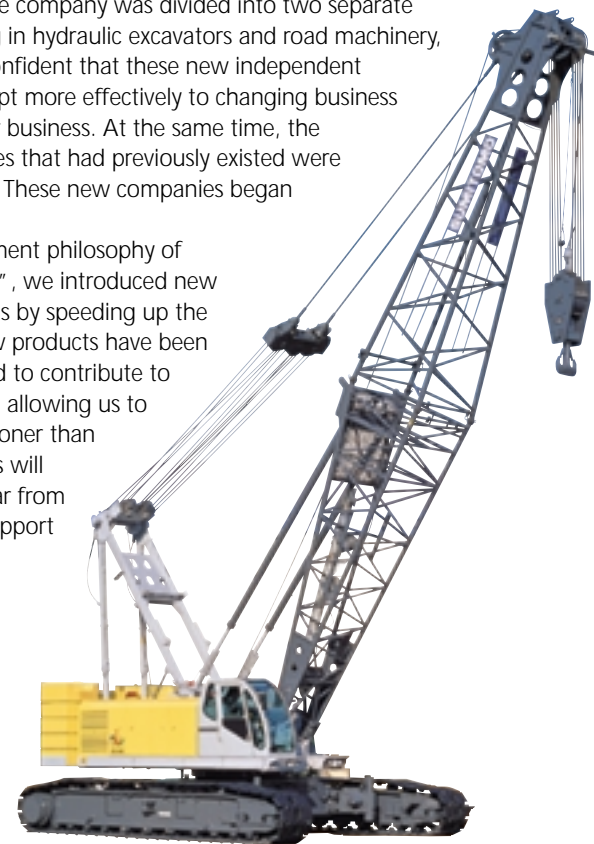 e company was divided into two separate
g in hydraulic excavators and road machinery,
onfident that these new independent
pt more effectively to changing business
business. At the same time, the
es that had previously existed were
These new companies began
ment philosophy of
", we introduced new
s by speeding up the
w products have been
d to contribute to
allowing us to
oner than
s will
ar from
pport
SUMITOMO